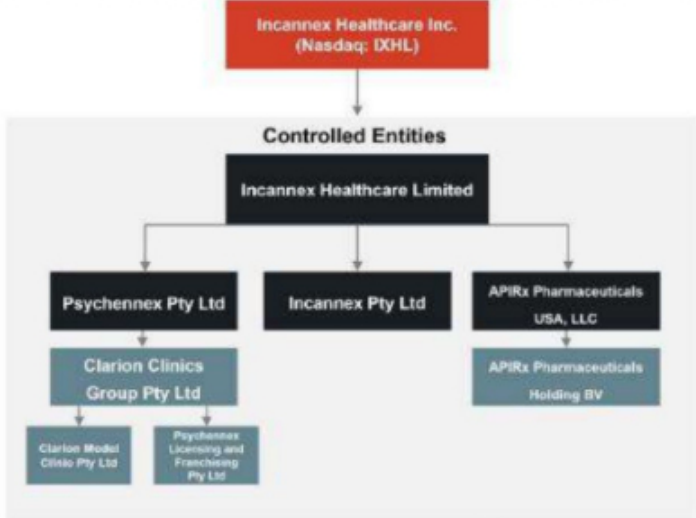 Incannex Healthcare Inc.
(Nasdaq: IXHL)
Controlled Entities
Incannex Healthcare Limited
Psychennex Pty Ltd
Incannex Pty Ltd
APIRx Pharmaceuticals
USA, LLC
Clarion Clinics
Group Pty Ltd
APIRx Pharmaceuticals
Holding BV
Clarion Model
Clinic Pty Ltd
Psychennex
Licensing and
Franchising
Pty Ltd